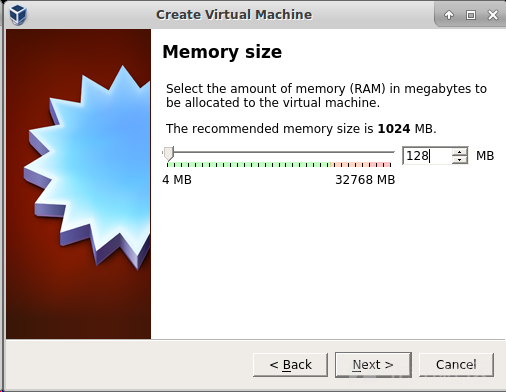 Create Virtual Machine
Memory size
Select the amount of memory (RAM) in megabytes to
be allocated to the virtual machine.
The recommended memory size is 1024 MB.
128 MB
4 MB 32768 MB
< Back Next > Cancel